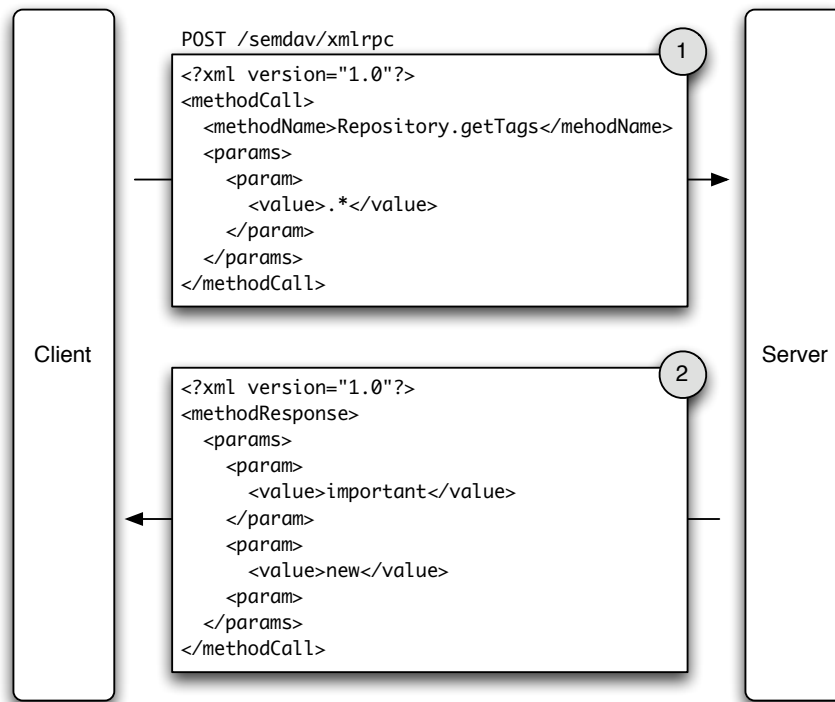 POST /semdav/xmlrpc
1
<?xml version="1.0"?>
<methodCall>
  <methodName>Repository.getTags</mehodName>
  <params>
    <param>
      <value>.*</value>
    </param>
  </params>
</methodCall>
Client
Server
2
<?xml version="1.0"?>
<methodResponse>
  <params>
    <param>
      <value>important</value>
    </param>
    <param>
      <value>new</value>
    <param>
  </params>
</methodCall>